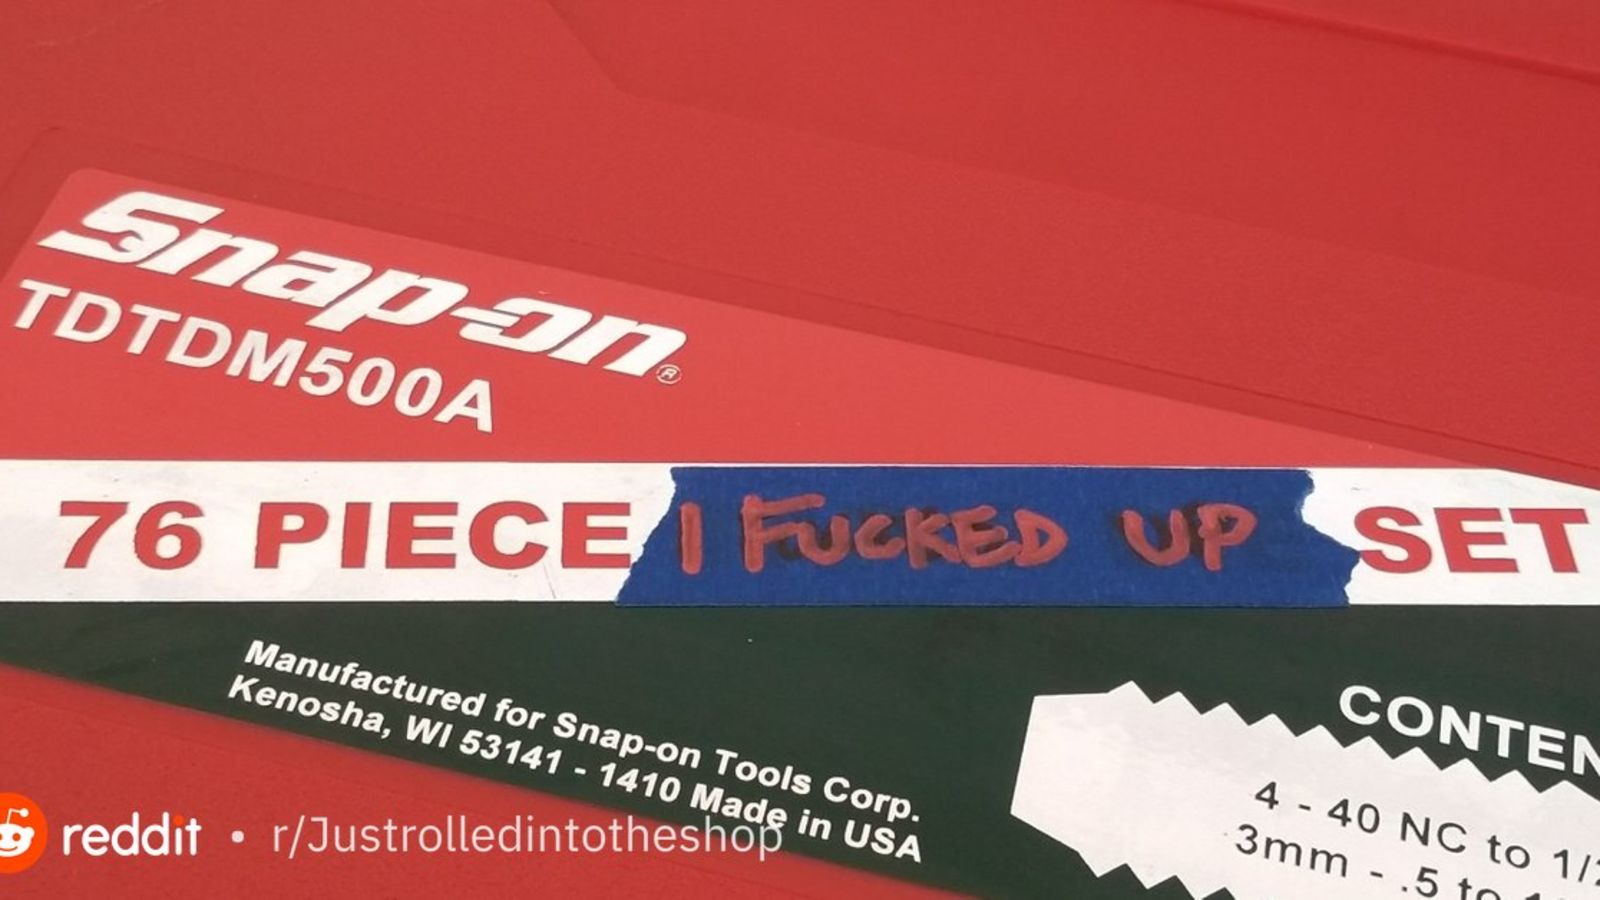 Snap-on®
TDTDM500A
76 PIECE I FUCKED UP SET
Manufactured for Snap-on Tools Corp.
Kenosha, WI 53141 - 1410 Made in USA
CONTEN
4 - 40 NC to 1/
3mm - .5 to 1
reddit • r/Justrolledintotheshop